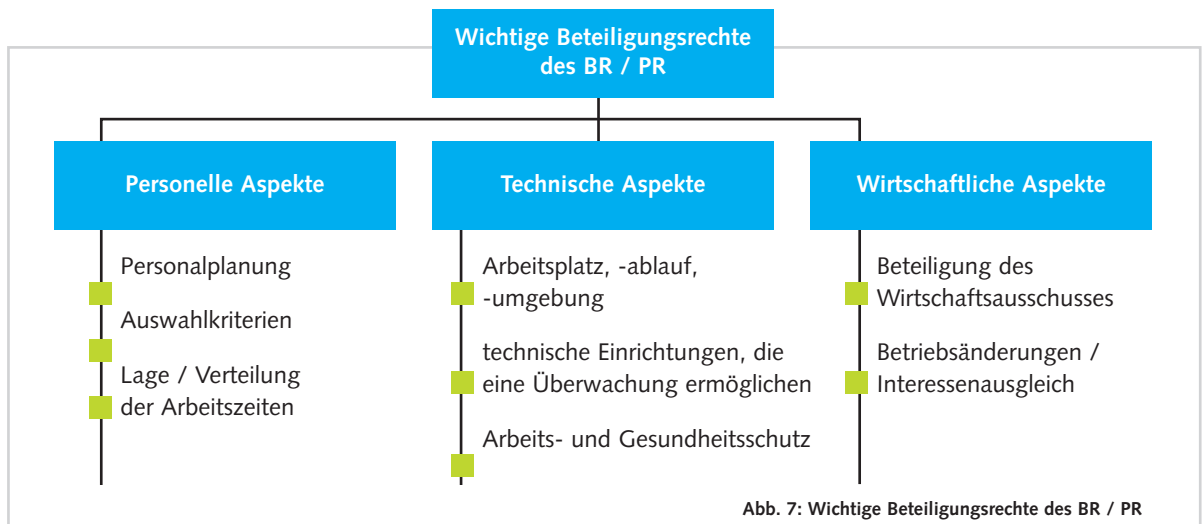 Wichtige Beteiligungsrechte
des BR / PR
Personelle Aspekte
Personalplanung
Auswahlkriterien
Lage / Verteilung
der Arbeitszeiten
Technische Aspekte
Arbeitsplatz, -ablauf,
-umgebung
technische Einrichtungen, die
eine Überwachung ermöglichen
Arbeits- und Gesundheitsschutz
Wirtschaftliche Aspekte
Beteiligung des
Wirtschaftsausschusses
Betriebsänderungen /
Interessenausgleich
Abb. 7: Wichtige Beteiligungsrechte des BR / PR